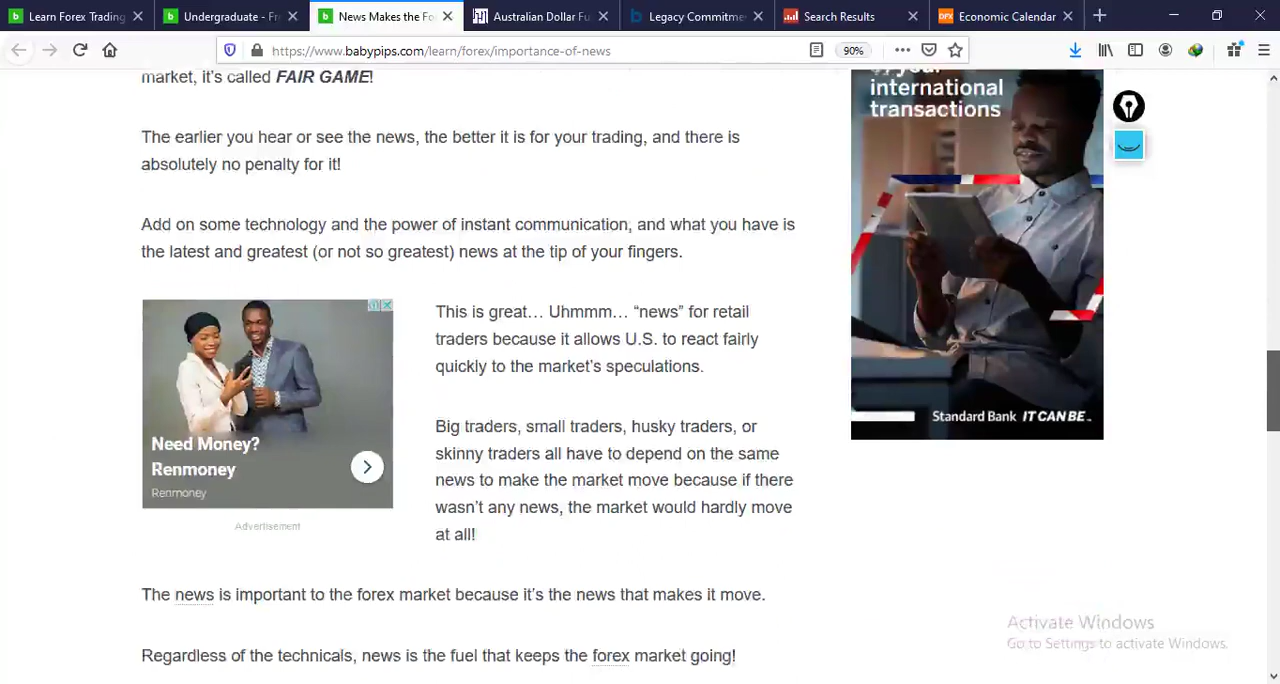 Learn Forex Trading
Undergraduate - Fr
News Makes the Fo
Australian Dollar Fu
Legacy Commitme
Search Results
Economic Calendar
https://www.babypips.com/learn/forex/importance-of-news
90%
market, it's called FAIR GAME!
The earlier you hear or see the news, the better it is for your trading, and there is
absolutely no penalty for it!
Add on some technology and the power of instant communication, and what you have is
the latest and greatest (or not so greatest) news at the tip of your fingers.
This is great… Uhmmm… “news” for retail
traders because it allows U.S. to react fairly
quickly to the market’s speculations.
Big traders, small traders, husky traders, or
skinny traders all have to depend on the same
news to make the market move because if there
wasn’t any news, the market would hardly move
at all!
Need Money?
Renmoney
Renmoney
Advertisement
The news is important to the forex market because it’s the news that makes it move.
Regardless of the technicals, news is the fuel that keeps the forex market going!
your
international
transactions
Standard Bank IT CAN BE™
Activate Windows
Go to Settings to activate Windows.